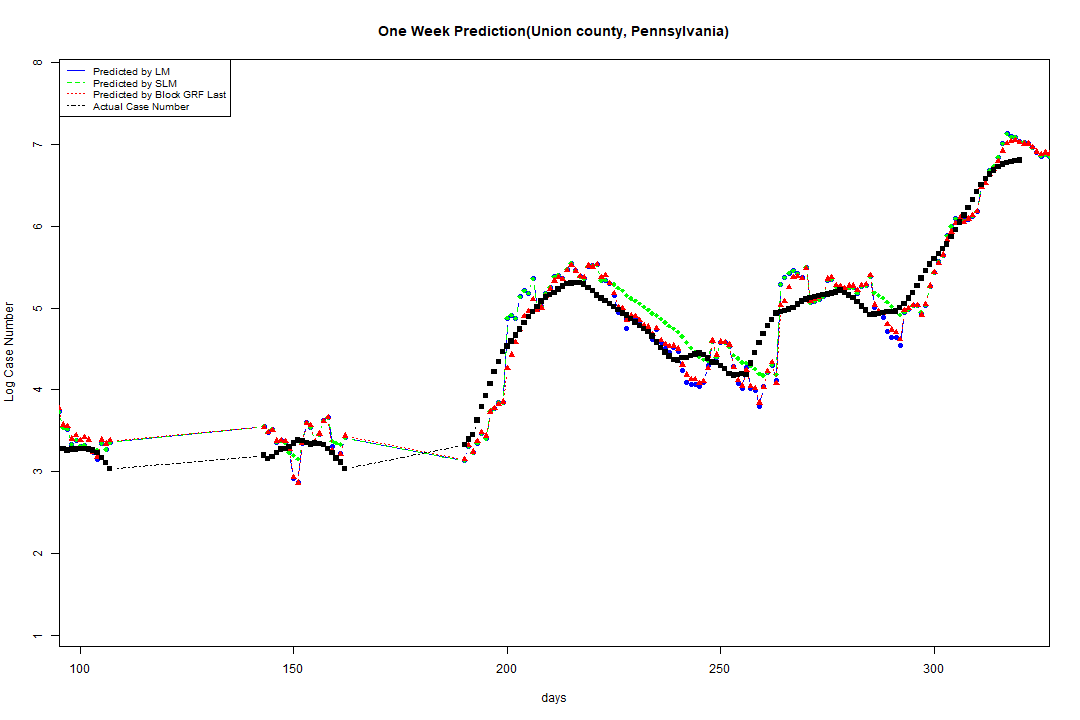 One Week Prediction(Union county, Pennsylvania)
Predicted by LM
Predicted by SLM
Predicted by Block GRF Last
Actual Case Number
8
7
6
5
4
3
2
1
Log Case Number
100 150 200 250 300
days